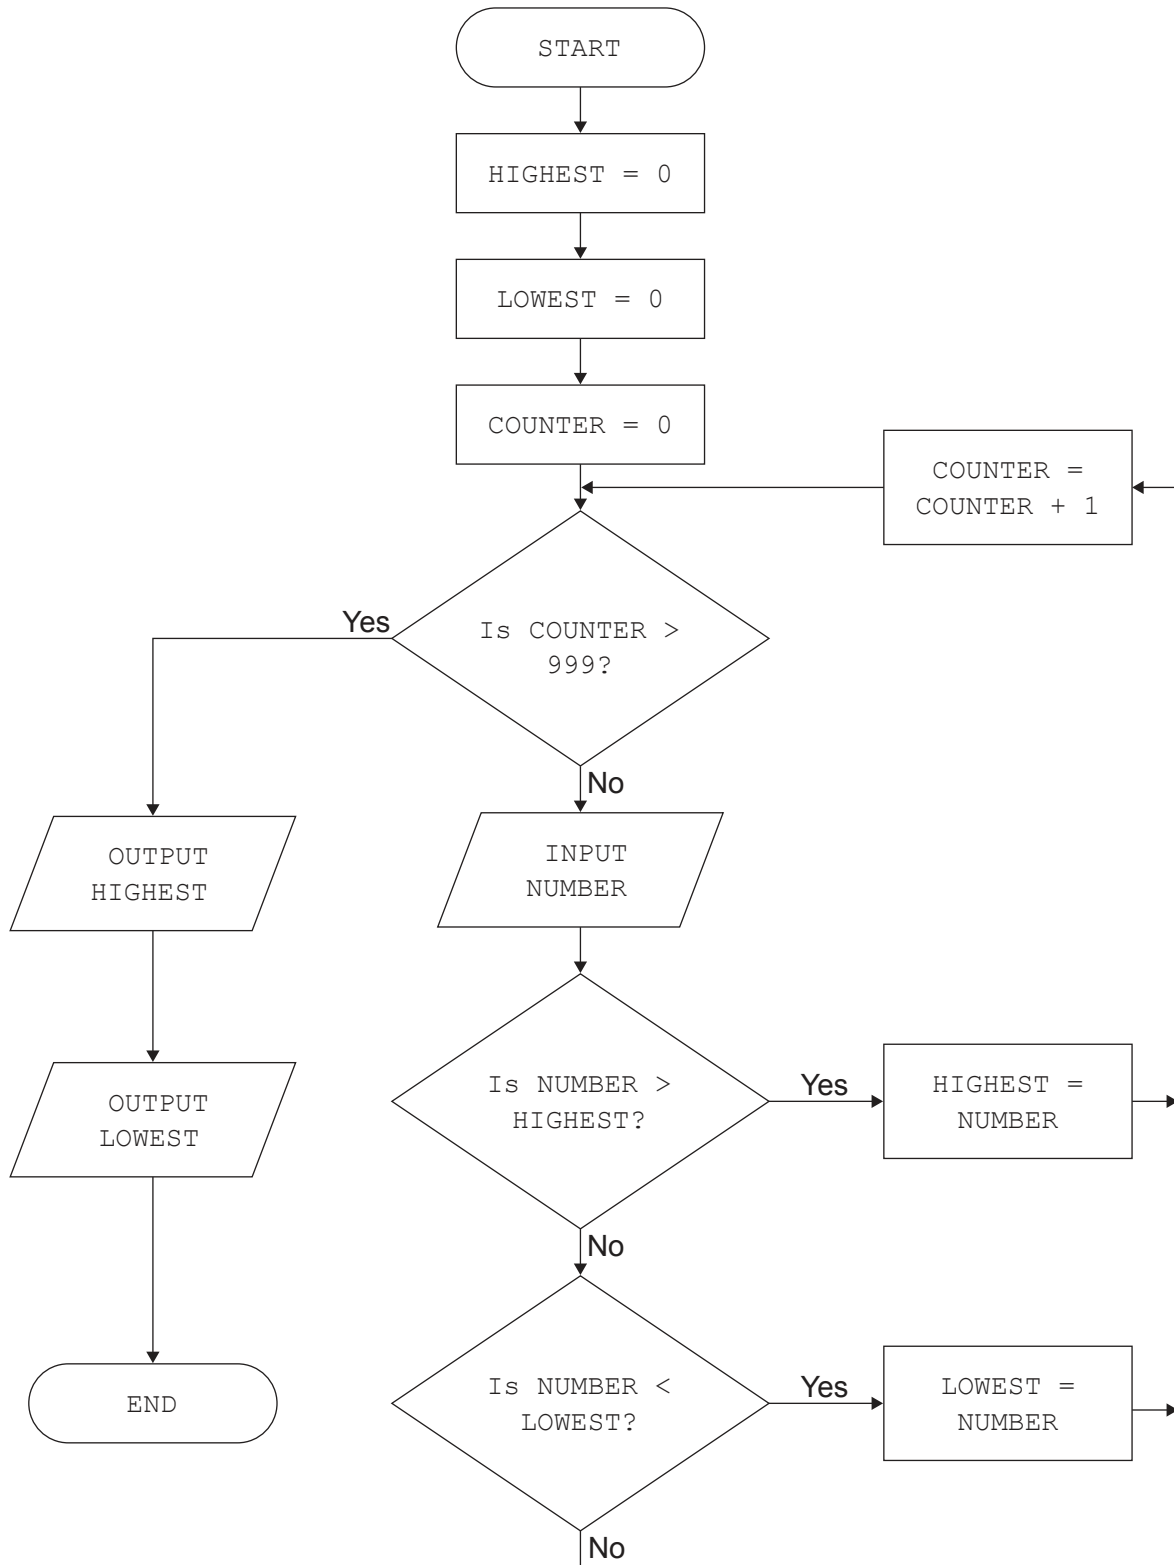 START
HIGHEST = 0
LOWEST = 0
COUNTER = 0
COUNTER =
COUNTER + 1
Is COUNTER >
999?
Yes
No
OUTPUT
HIGHEST
INPUT
NUMBER
OUTPUT
LOWEST
Is NUMBER >
HIGHEST?
Yes
HIGHEST =
NUMBER
No
END
Is NUMBER <
LOWEST?
Yes
LOWEST =
NUMBER
No